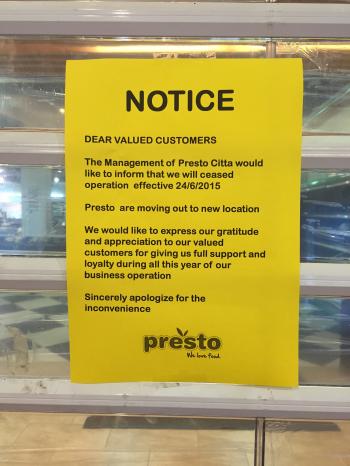 NOTICE
DEAR VALUED CUSTOMERS
The Management of Presto Citta would
like to inform that we will ceased
operation effective 24/6/2015
Presto are moving out to new location
We would like to express our gratitude
and appreciation to our valued
customers for giving us full support and
loyalty during all this year of our
business operation
Sincerely apologize for the
inconvenience
presto
We love food.